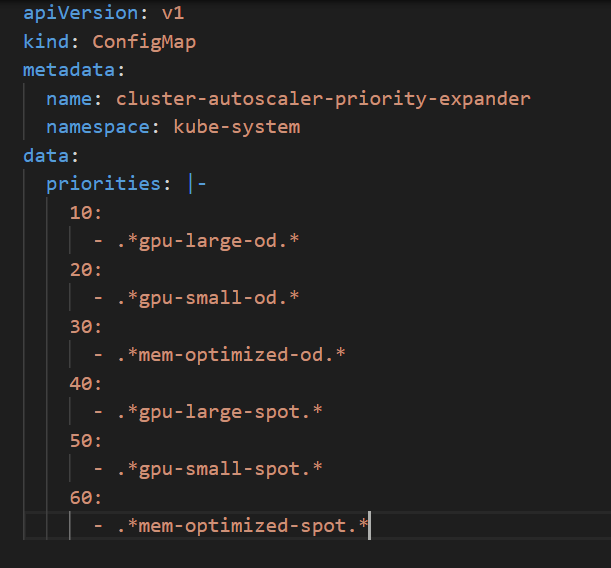 apiVersion: v1
kind: ConfigMap
metadata:
  name: cluster-autoscaler-priority-expander
  namespace: kube-system
data:
  priorities: |-
    10:
      - .*gpu-large-od.*
    20:
      - .*gpu-small-od.*
    30:
      - .*mem-optimized-od.*
    40:
      - .*gpu-large-spot.*
    50:
      - .*gpu-small-spot.*
    60:
      - .*mem-optimized-spot.*